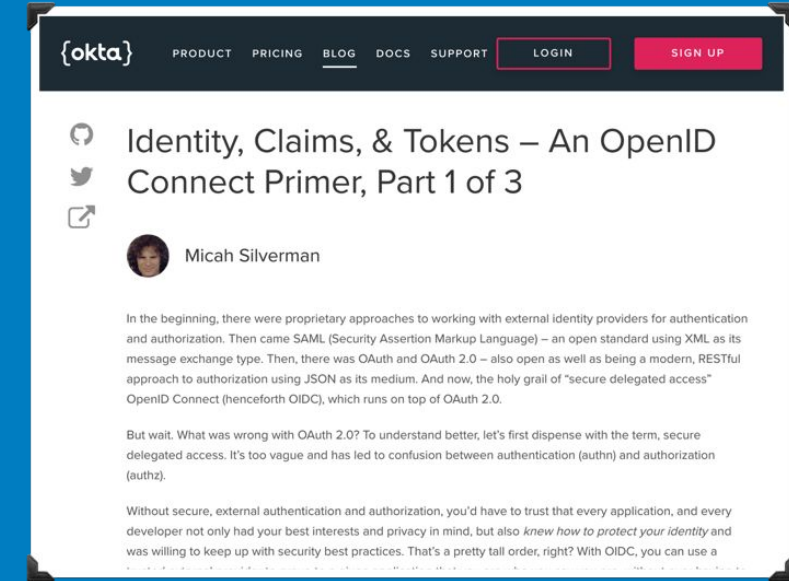 {okta}
PRODUCT PRICING BLOG DOCS SUPPORT LOGIN SIGN UP
Identity, Claims, & Tokens – An OpenID
Connect Primer, Part 1 of 3
Micah Silverman
In the beginning, there were proprietary approaches to working with external identity providers for authentication
and authorization. Then came SAML (Security Assertion Markup Language) – an open standard using XML as its
message exchange type. Then, there was OAuth and OAuth 2.0 – also open as well as being a modern, RESTful
approach to authorization using JSON as its medium. And now, the holy grail of “secure delegated access”
OpenID Connect (henceforth OIDC), which runs on top of OAuth 2.0.
But wait. What was wrong with OAuth 2.0? To understand better, let’s first dispense with the term, secure
delegated access. It’s too vague and has led to confusion between authentication (authn) and authorization
(authz).
Without secure, external authentication and authorization, you’d have to trust that every application, and every
developer not only had your best interests and privacy in mind, but also knew how to protect your identity and
was willing to keep up with security best practices. That’s a pretty tall order, right? With OIDC, you can use a